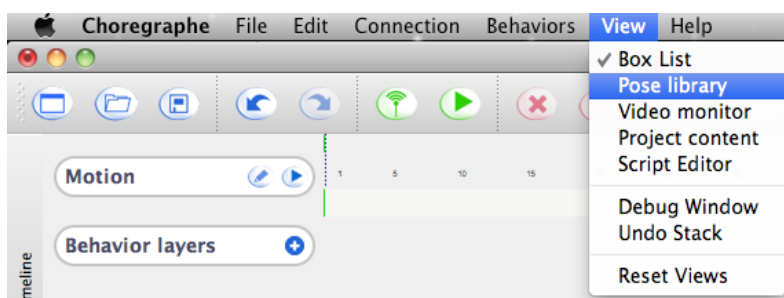 Choregraphe File Edit Connection Behaviors View Help
✓ Box List
Pose library
Video monitor
Project content
Script Editor
Debug Window
Undo Stack
Reset Views
Motion
1 5 10 15
Behavior layers